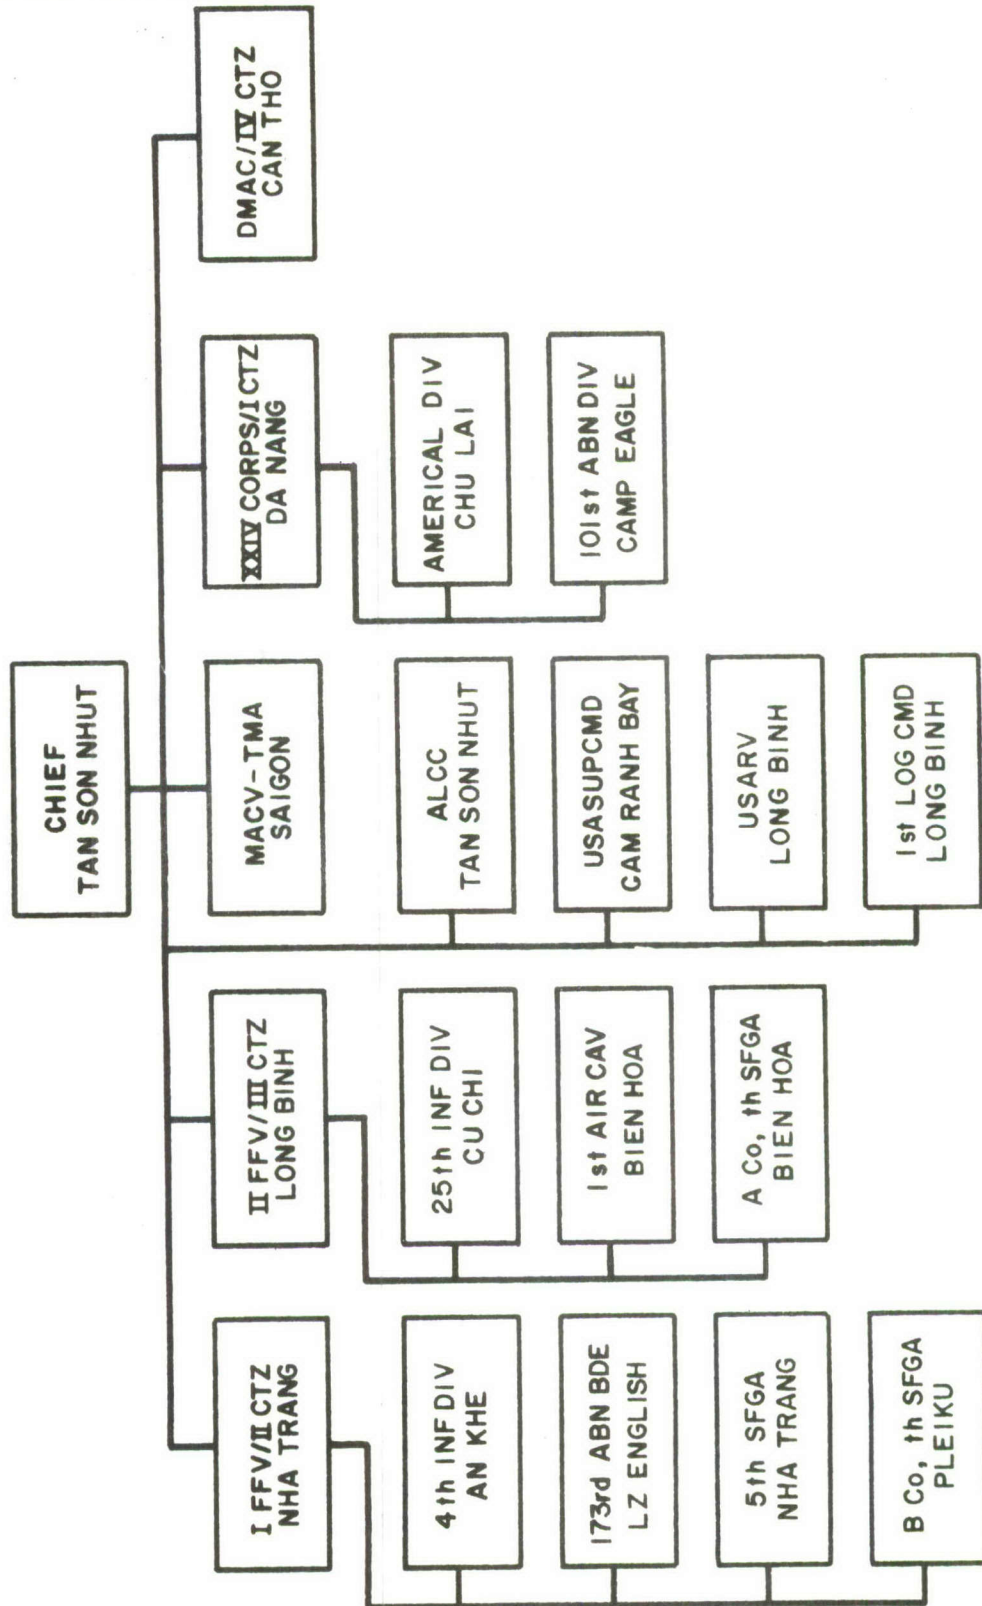 CHIEF
TAN SON NHUT
I FFV/II CTZ
NHA TRANG
II FFV/III CTZ
LONG BINH
MACV-TMA
SAIGON
XXIV CORPS/I CTZ
DA NANG
DMAC/IV CTZ
CAN THO
4th INF DIV
AN KHE
173rd ABN BDE
LZ ENGLISH
5th SFGA
NHA TRANG
B Co, th SFGA
PLEIKU
25th INF DIV
CU CHI
1st AIR CAV
BIEN HOA
A Co, th SFGA
BIEN HOA
ALCC
TAN SON NHUT
USASUPCMD
CAM RANH BAY
USARV
LONG BINH
1st LOG CMD
LONG BINH
AMERICAL DIV
CHU LAI
101st ABN DIV
CAMP EAGLE